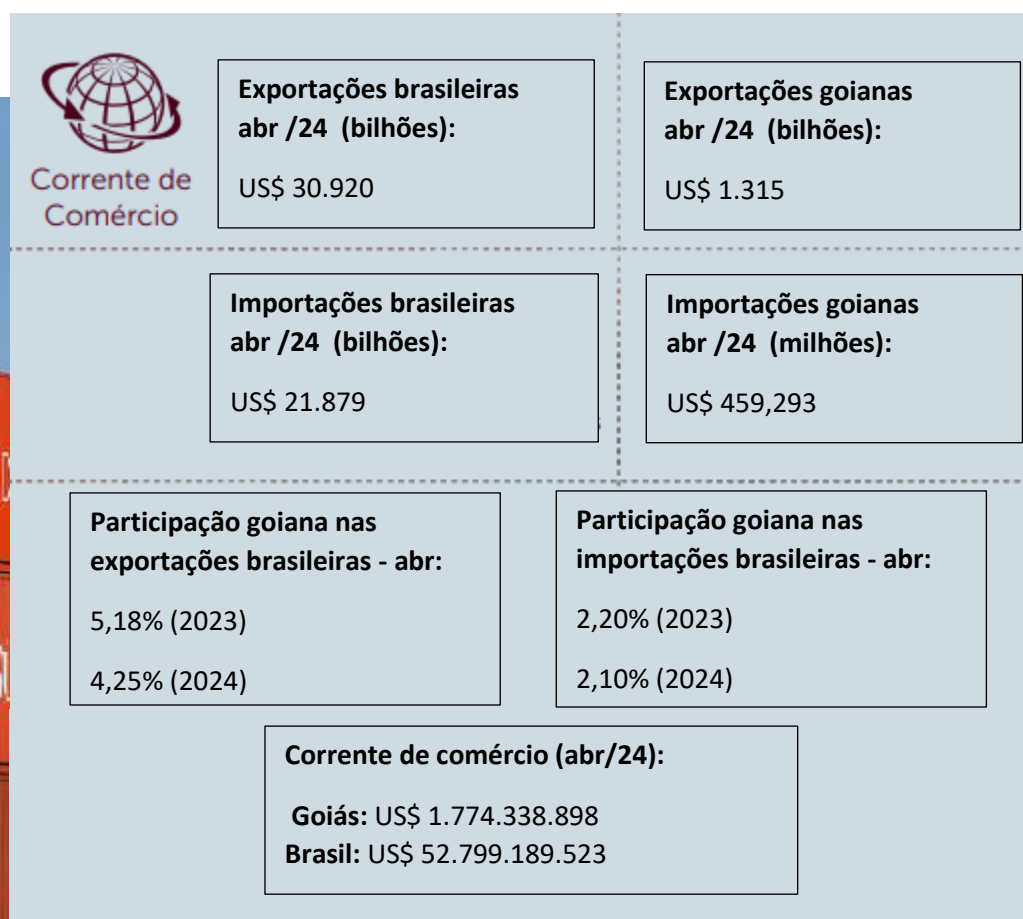 Corrente de
Comércio
Exportações brasileiras
abr /24 (bilhões):
US$ 30.920
Exportações goianas
abr /24 (bilhões):
US$ 1.315
Importações brasileiras
abr /24 (bilhões):
US$ 21.879
Importações goianas
abr /24 (milhões):
US$ 459,293
Participação goiana nas
exportações brasileiras - abr:
5,18% (2023)
4,25% (2024)
Participação goiana nas
importações brasileiras - abr:
2,20% (2023)
2,10% (2024)
Corrente de comércio (abr/24):
Goiás: US$ 1.774.338.898
Brasil: US$ 52.799.189.523